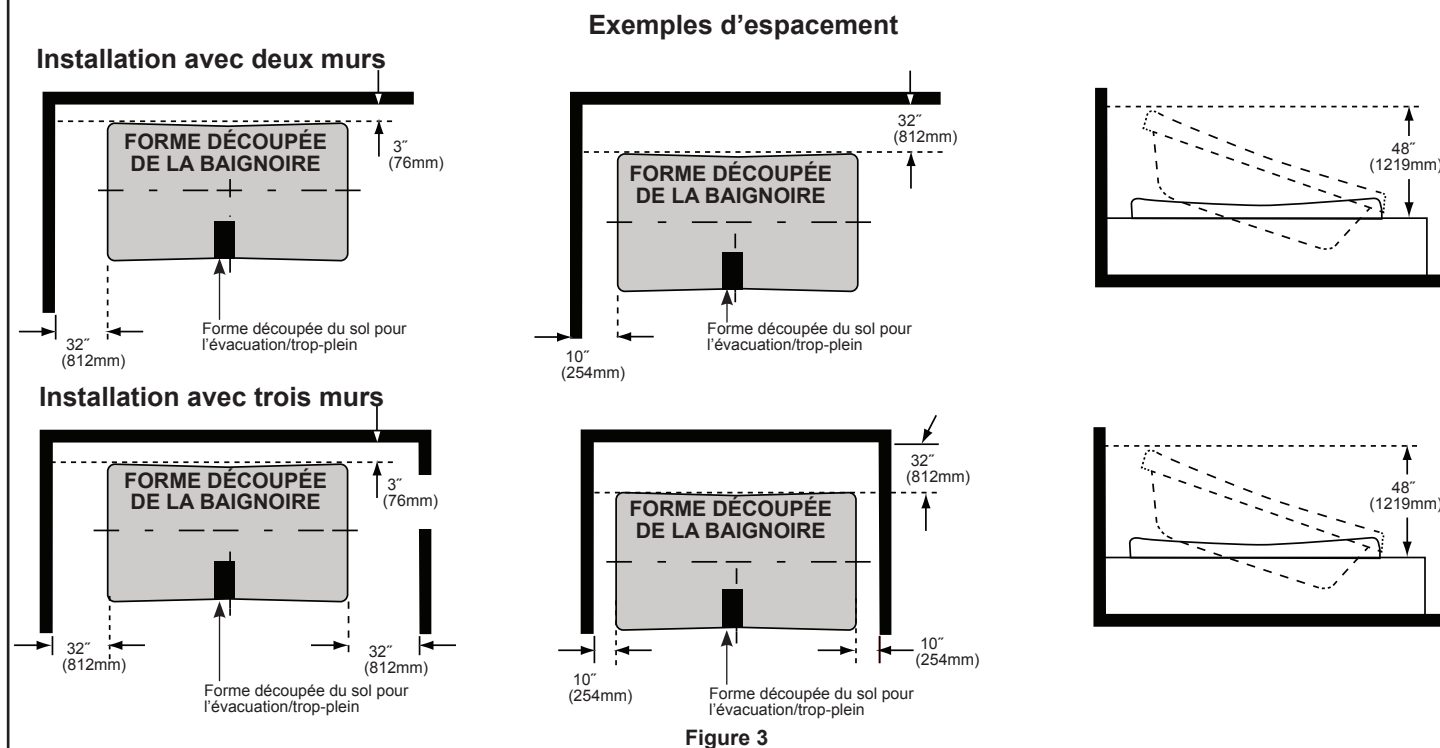 Exemples d’espacement
Installation avec deux murs
FORME DÉCOUPÉE
DE LA BAIGNOIRE
3˝
(76mm)
32˝
(812mm)
Forme découpée du sol pour
l’évacuation/trop-plein
FORME DÉCOUPÉE
DE LA BAIGNOIRE
32˝
(812mm)
10˝
(254mm)
Forme découpée du sol pour
l’évacuation/trop-plein
48˝
(1219mm)
Installation avec trois murs
FORME DÉCOUPÉE
DE LA BAIGNOIRE
3˝
(76mm)
32˝
(812mm)
32˝
(812mm)
Forme découpée du sol pour
l’évacuation/trop-plein
FORME DÉCOUPÉE
DE LA BAIGNOIRE
32˝
(812mm)
10˝
(254mm)
10˝
(254mm)
Forme découpée du sol pour
l’évacuation/trop-plein
48˝
(1219mm)
Figure 3